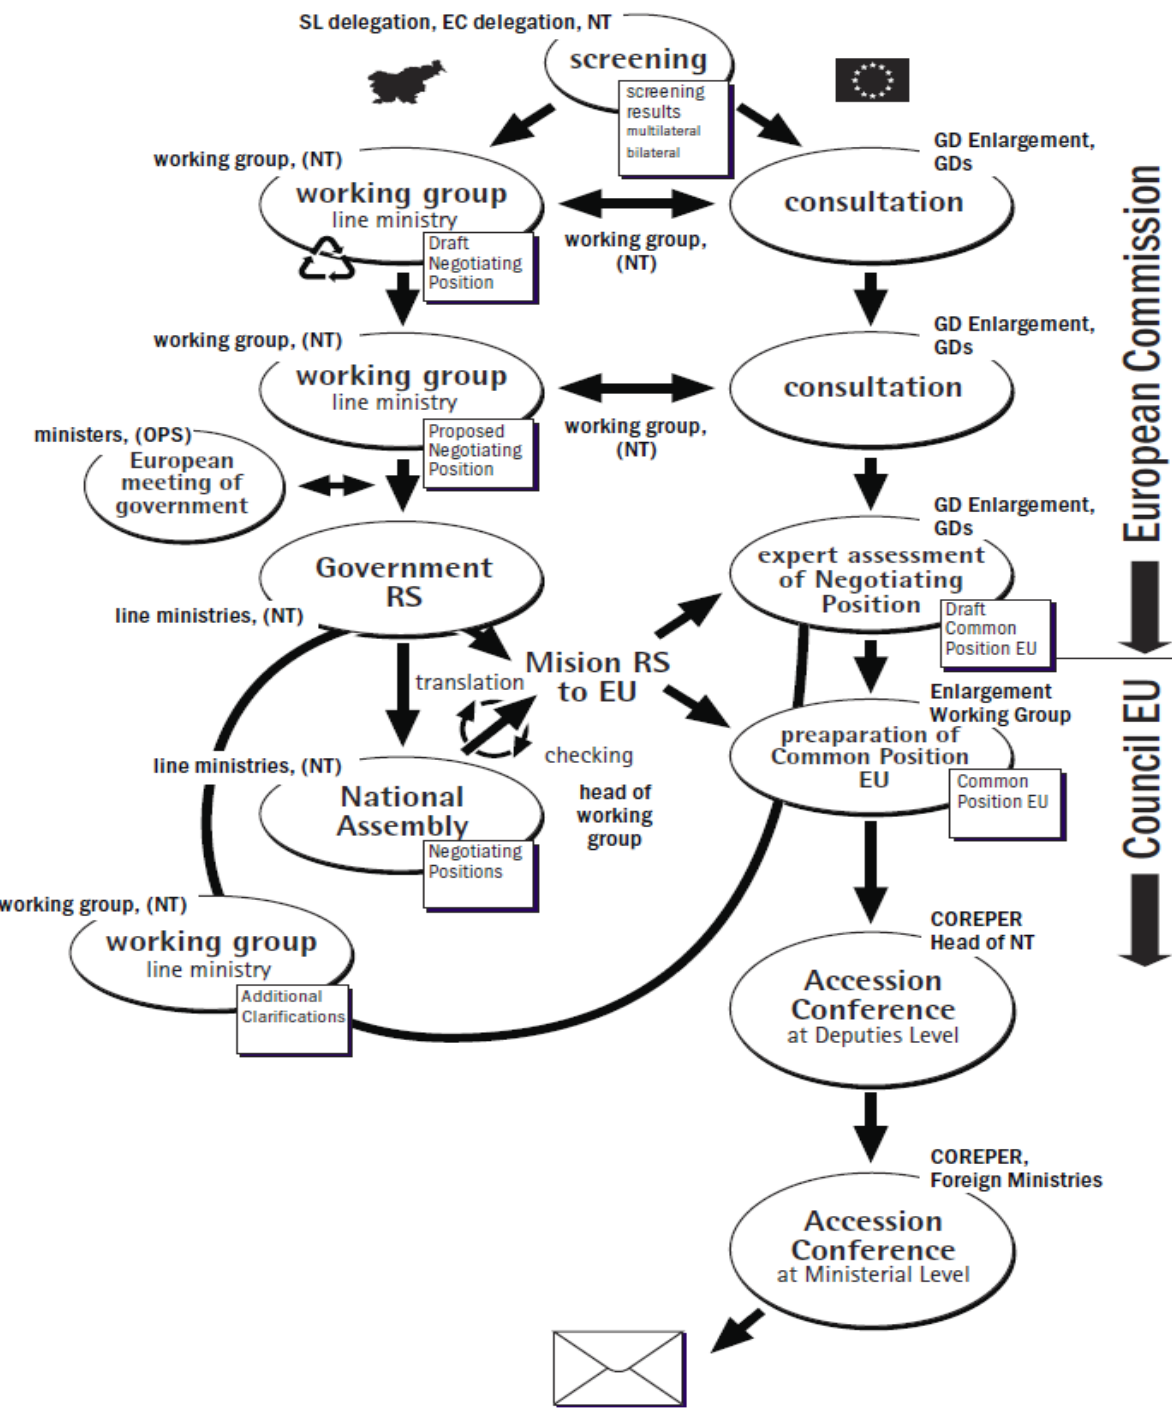 SL delegation, EC delegation, NT
screening
screening
results
multilateral
bilateral
working group, (NT)
working group
line ministry
Draft
Negotiating
Position
working group,
(NT)
GD Enlargement,
GDs
consultation
working group, (NT)
working group
line ministry
Proposed
Negotiating
Position
working group,
(NT)
GD Enlargement,
GDs
consultation
ministers, (OPS)
European
meeting of
government
Government
RS
line ministries, (NT)
GD Enlargement,
GDs
expert assessment
of Negotiating
Position
Draft
Common
Position EU
Mision RS
to EU
translation
checking
head of
working
group
Enlargement
Working Group
preaparation of
Common Position
EU
Common
Position EU
line ministries, (NT)
National
Assembly
Negotiating
Positions
working group, (NT)
working group
line ministry
Additional
Clarifications
COREPER
Head of NT
Accession
Conference
at Deputies Level
COREPER,
Foreign Ministries
Accession
Conference
at Ministerial Level
European Commission
Council EU